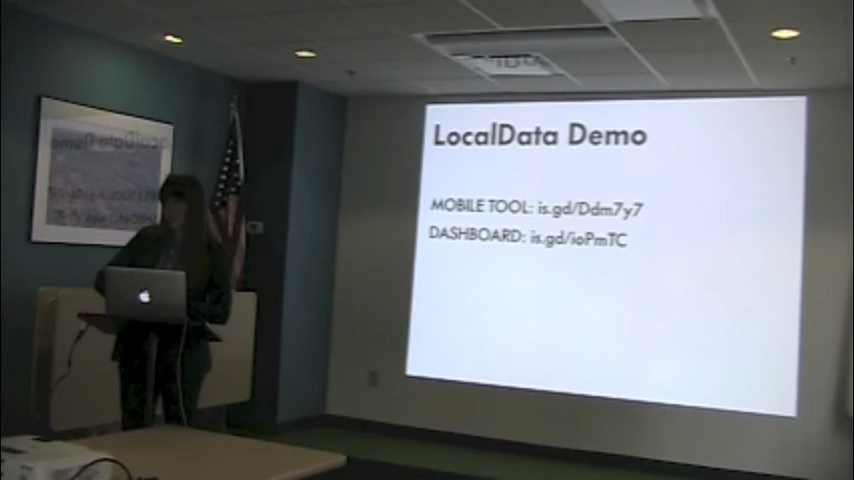 LocalData Demo
MOBILE TOOL: is.gd/Ddm7y7
DASHBOARD: is.gd/ioPmTC